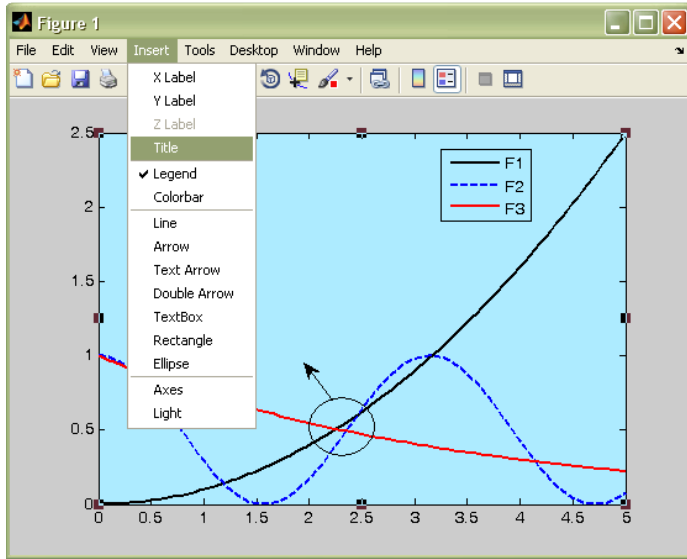 Figure 1
File Edit View Insert Tools Desktop Window Help
X Label
Y Label
Z Label
Title
Legend
Colorbar
Line
Arrow
Text Arrow
Double Arrow
TextBox
Rectangle
Ellipse
Axes
Light
F1
F2
F3
2.5
2
1.5
1
0.5
0
0 0.5 1 1.5 2 2.5 3 3.5 4 4.5 5